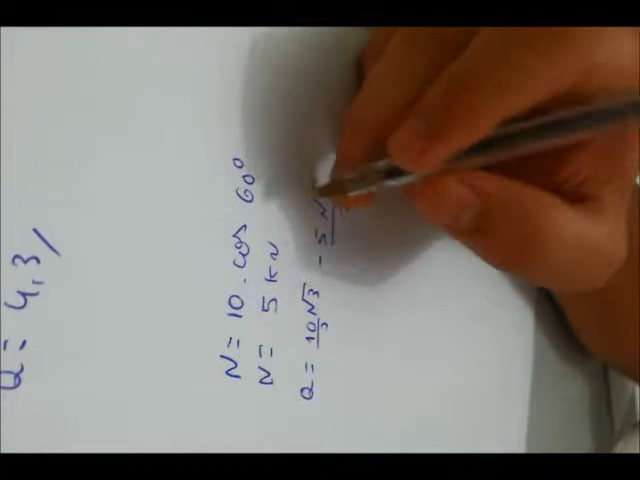 Q = 4,3
N = 10 . cos 60°
N = 5 KN
Q = 10√3/3 - 5